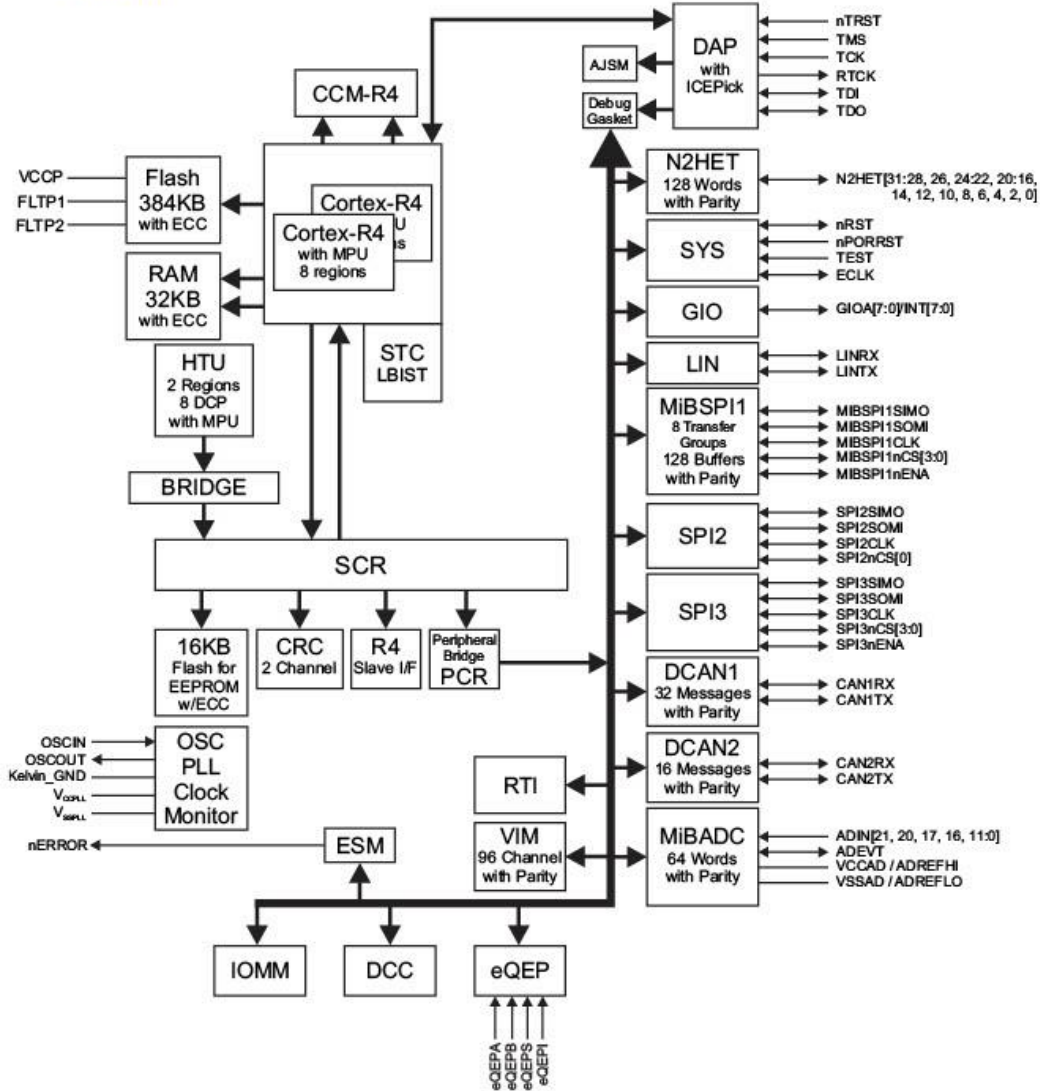 nTRST
TMS
TCK
RTCK
TDI
TDO
DAP
with
ICEPick
AJSM
Debug
Gasket
CCM-R4
VCCP
FLTP1
FLTP2
Flash
384KB
with ECC
Cortex-R4
Cortex-R4
with MPU
8 regions
RAM
32KB
with ECC
STC
LBIST
HTU
2 Regions
8 DCP
with MPU
BRIDGE
SCR
16KB
Flash for
EEPROM
w/ECC
CRC
2 Channel
R4
Slave I/F
Peripheral
Bridge
PCR
OSCIN
OSCOUT
Kelvin_GND
VCCPLL
VSSPLL
OSC
PLL
Clock
Monitor
nERROR
ESM
RTI
VIM
96 Channel
with Parity
IOMM
DCC
eQEP
eQEPA
eQEPB
eQEPS
eQEPI
N2HET
128 Words
with Parity
N2HET[31:28, 26, 24:22, 20:16,
14, 12, 10, 8, 6, 4, 2, 0]
SYS
nRST
nPORRST
TEST
ECLK
GIO
GIOA[7:0]/INT[7:0]
LIN
LINRX
LINTX
MiBSPI1
8 Transfer
Groups
128 Buffers
with Parity
MIBSPI1SIMO
MIBSPI1SOMI
MIBSPI1CLK
MIBSPI1nCS[3:0]
MIBSPI1nENA
SPI2
SPI2SIMO
SPI2SOMI
SPI2CLK
SPI2nCS[0]
SPI3
SPI3SIMO
SPI3SOMI
SPI3CLK
SPI3nCS[3:0]
SPI3nENA
DCAN1
32 Messages
with Parity
CAN1RX
CAN1TX
DCAN2
16 Messages
with Parity
CAN2RX
CAN2TX
MiBADC
64 Words
with Parity
ADIN[21, 20, 17, 16, 11:0]
ADEVT
VCCAD / ADREFHI
VSSAD / ADREFLO